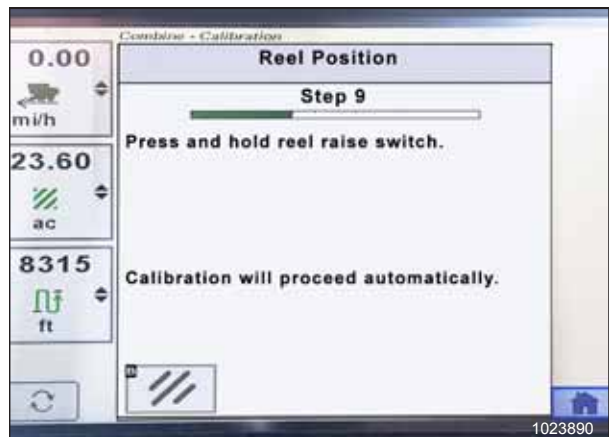 Combine - Calibration
Reel Position
Step 9
Press and hold reel raise switch.
Calibration will proceed automatically.
0.00
mi/h
23.60
ac
8315
ft
1023890